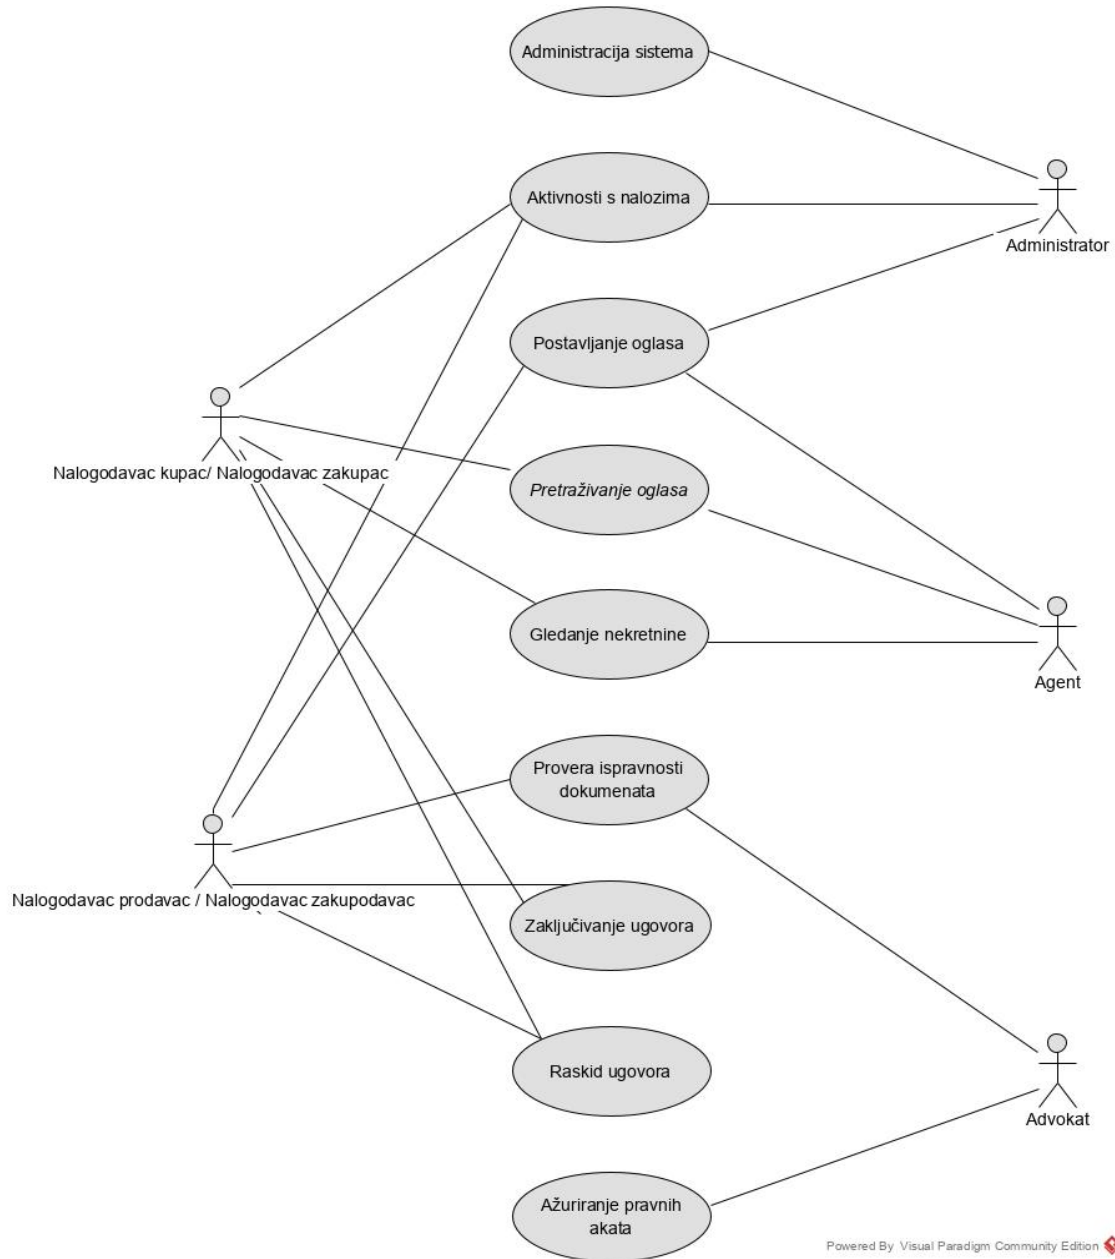 Administracija sistema
Aktivnosti s nalozima
Administrator
Postavljanje oglasa
Nalogodavac kupac/ Nalogodavac zakupac
Pretraživanje oglasa
Gledanje nekretnine
Agent
Provera ispravnosti
dokumenata
Nalogodavac prodavac / Nalogodavac zakupodavac
Zaključivanje ugovora
Raskid ugovora
Advokat
Ažuriranje pravnih
akata
Powered By Visual Paradigm Community Edition